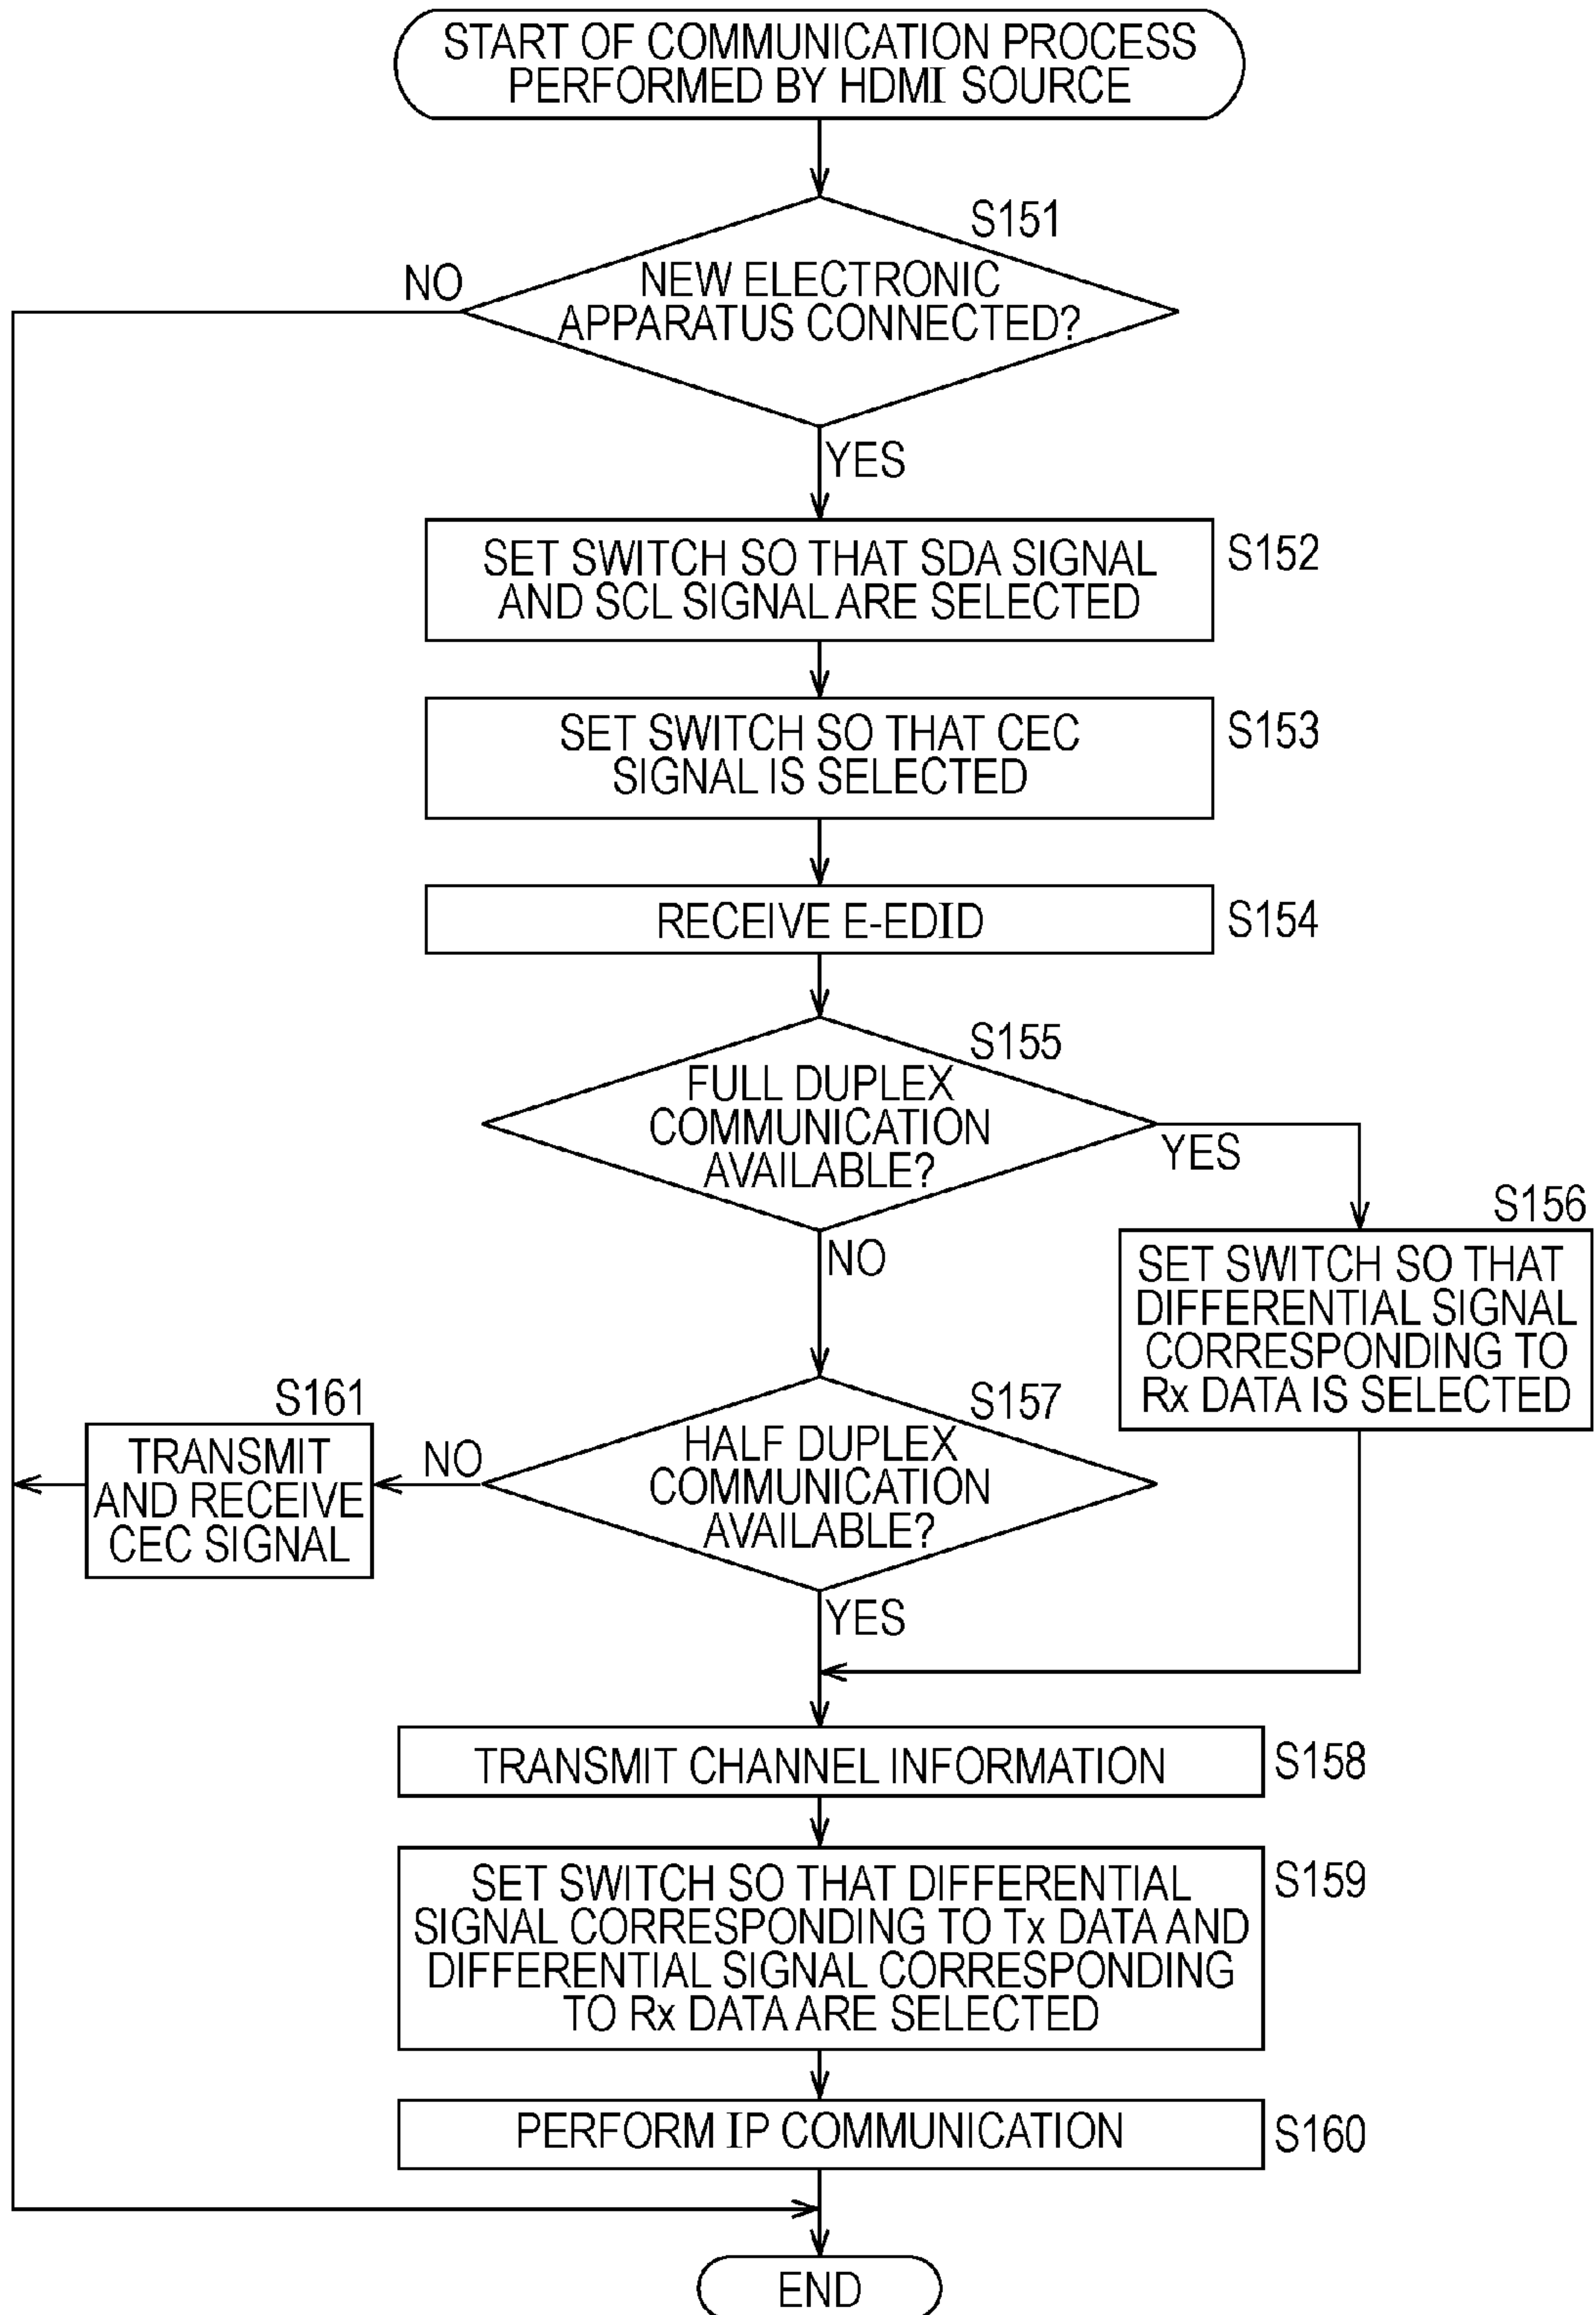 START OF COMMUNICATION PROCESS
PERFORMED BY HDMI SOURCE
S151
NO
NEW ELECTRONIC
APPARATUS CONNECTED?
YES
SET SWITCH SO THAT SDA SIGNAL
AND SCL SIGNAL ARE SELECTED
S152
SET SWITCH SO THAT CEC
SIGNAL IS SELECTED
S153
RECEIVE E-EDID
S154
S155
FULL DUPLEX
COMMUNICATION
AVAILABLE?
YES
NO
S156
SET SWITCH SO THAT
DIFFERENTIAL SIGNAL
CORRESPONDING TO
Rx DATA IS SELECTED
S157
HALF DUPLEX
COMMUNICATION
AVAILABLE?
NO
S161
TRANSMIT
AND RECEIVE
CEC SIGNAL
YES
TRANSMIT CHANNEL INFORMATION
S158
SET SWITCH SO THAT DIFFERENTIAL
SIGNAL CORRESPONDING TO Tx DATA AND
DIFFERENTIAL SIGNAL CORRESPONDING
TO Rx DATA ARE SELECTED
S159
PERFORM IP COMMUNICATION
S160
END